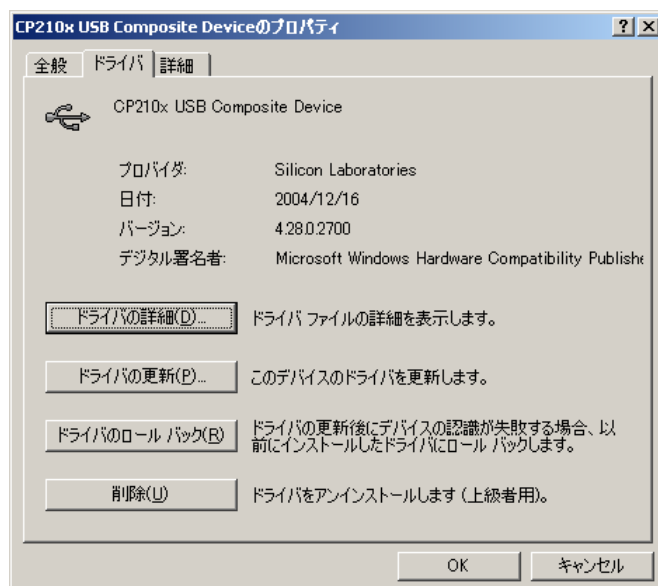 CP210x USB Composite Deviceのプロパティ
全般 ドライバ 詳細
CP210x USB Composite Device
プロバイダ: Silicon Laboratories
日付: 2004/12/16
バージョン: 4.28.0.2700
デジタル署名者: Microsoft Windows Hardware Compatibility Publishe
ドライバの詳細(D)... ドライバ ファイルの詳細を表示します。
ドライバの更新(P)... このデバイスのドライバを更新します。
ドライバのロール バック(R) ドライバの更新後にデバイスの認識が失敗する場合、以
前にインストールしたドライバにロール バックします。
削除(U) ドライバをアンインストールします (上級者用)。
OK キャンセル